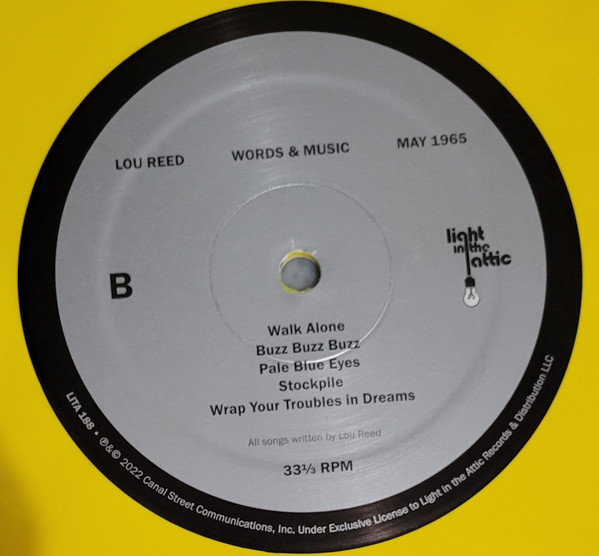 LOU REED
WORDS & MUSIC
MAY 1965
light
in the
attic
B
Walk Alone
Buzz Buzz Buzz
Pale Blue Eyes
Stockpile
Wrap Your Troubles in Dreams
All songs written by Lou Reed
33⅓ RPM
LITA 188 • ℗&© 2022 Canal Street Communications, Inc. Under Exclusive License to Light in the Attic Records & Distribution LLC